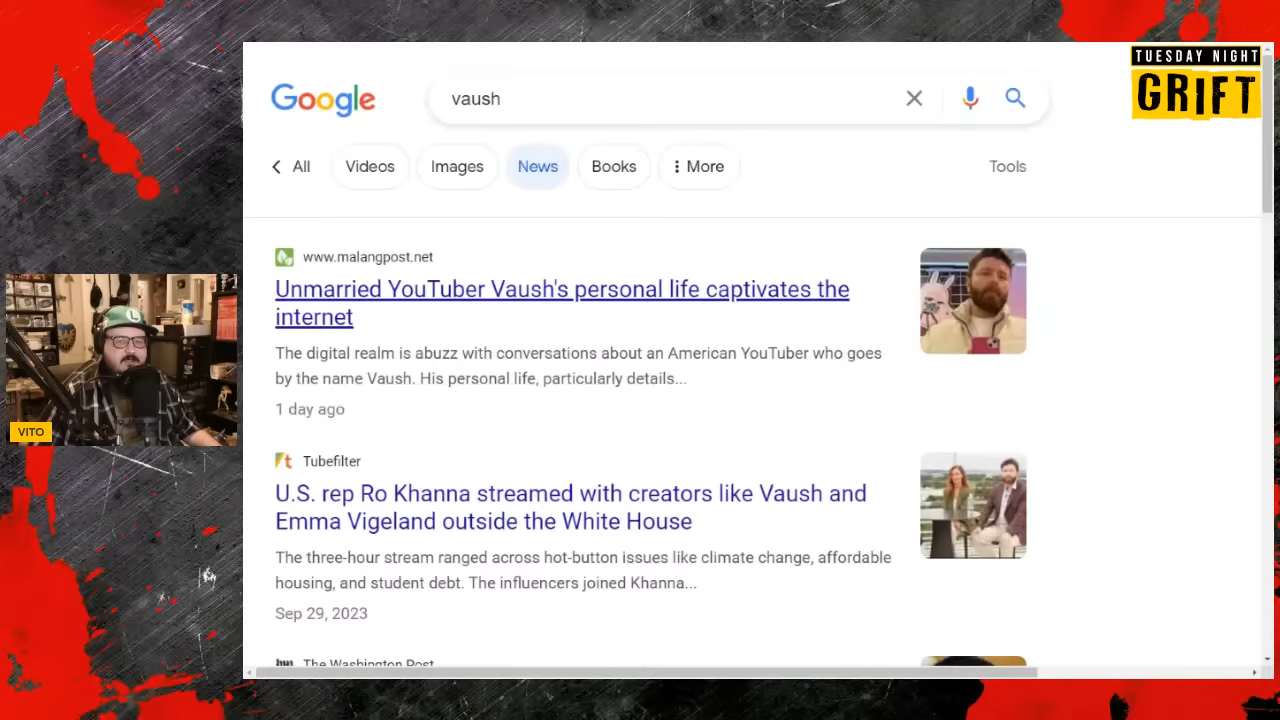 TUESDAY NIGHT
GRIFT
Google
vaush
All Videos Images News Books More Tools
www.malangpost.net
Unmarried YouTuber Vaush's personal life captivates the
internet
The digital realm is abuzz with conversations about an American YouTuber who goes
by the name Vaush. His personal life, particularly details...
1 day ago
VITO
Tubefilter
U.S. rep Ro Khanna streamed with creators like Vaush and
Emma Vigeland outside the White House
The three-hour stream ranged across hot-button issues like climate change, affordable
housing, and student debt. The influencers joined Khanna...
Sep 29, 2023
The Washington Post